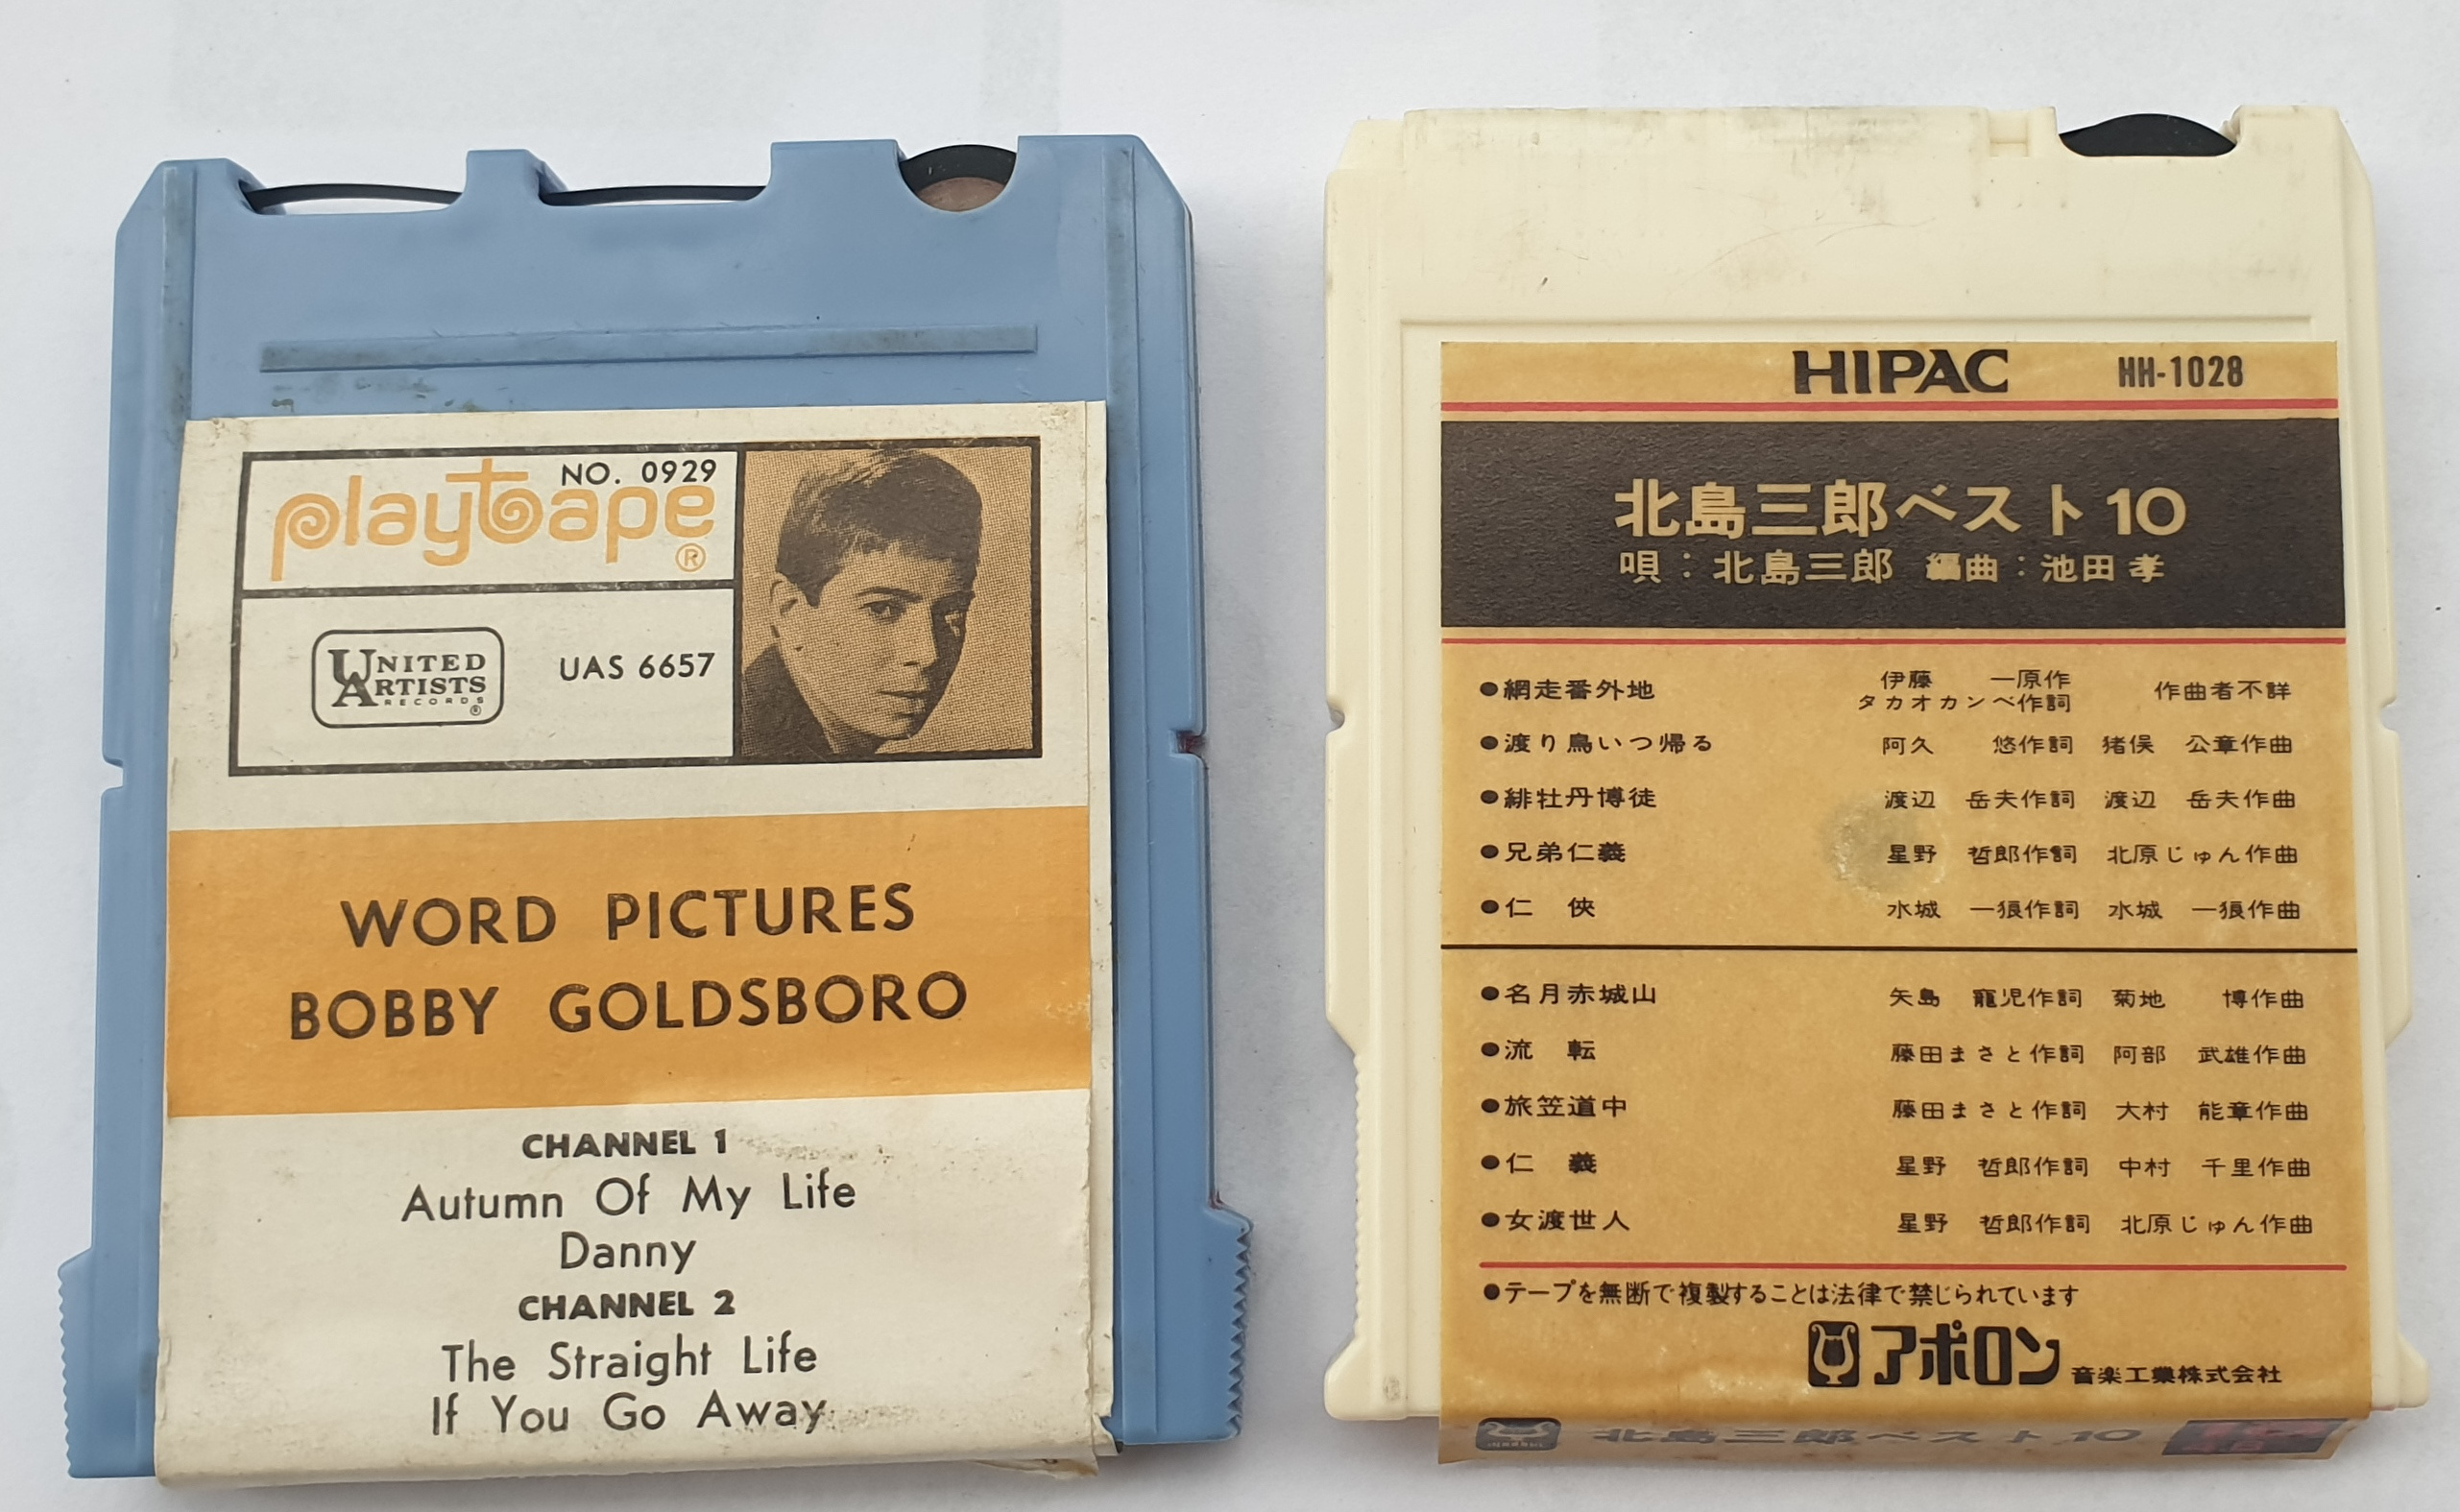 NO. 0929
playtape
®
UNITED
ARTISTS
RECORDS
®
UAS 6657
WORD PICTURES
BOBBY GOLDSBORO
CHANNEL 1
Autumn Of My Life
Danny
CHANNEL 2
The Straight Life
If You Go Away
HIPAC HH-1028
北島三郎ベスト10
唄：北島三郎 編曲：池田孝
●網走番外地 伊藤 一原作 タカオカンベ作詞 作曲者不詳
●渡り鳥いつ帰る 阿久 悠作詞 猪俣 公章作曲
●緋牡丹博徒 渡辺 岳夫作詞 渡辺 岳夫作曲
●兄弟仁義 星野 哲郎作詞 北原じゅん作曲
●仁 侠 水城 一狼作詞 水城 一狼作曲
●名月赤城山 矢島 寵児作詞 菊地 博作曲
●流 転 藤田まさと作詞 阿部 武雄作曲
●旅笠道中 藤田まさと作詞 大村 能章作曲
●仁 義 星野 哲郎作詞 中村 千里作曲
●女渡世人 星野 哲郎作詞 北原じゅん作曲
●テープを無断で複製することは法律で禁じられています
アポロン音楽工業株式会社
北島三郎ベスト10